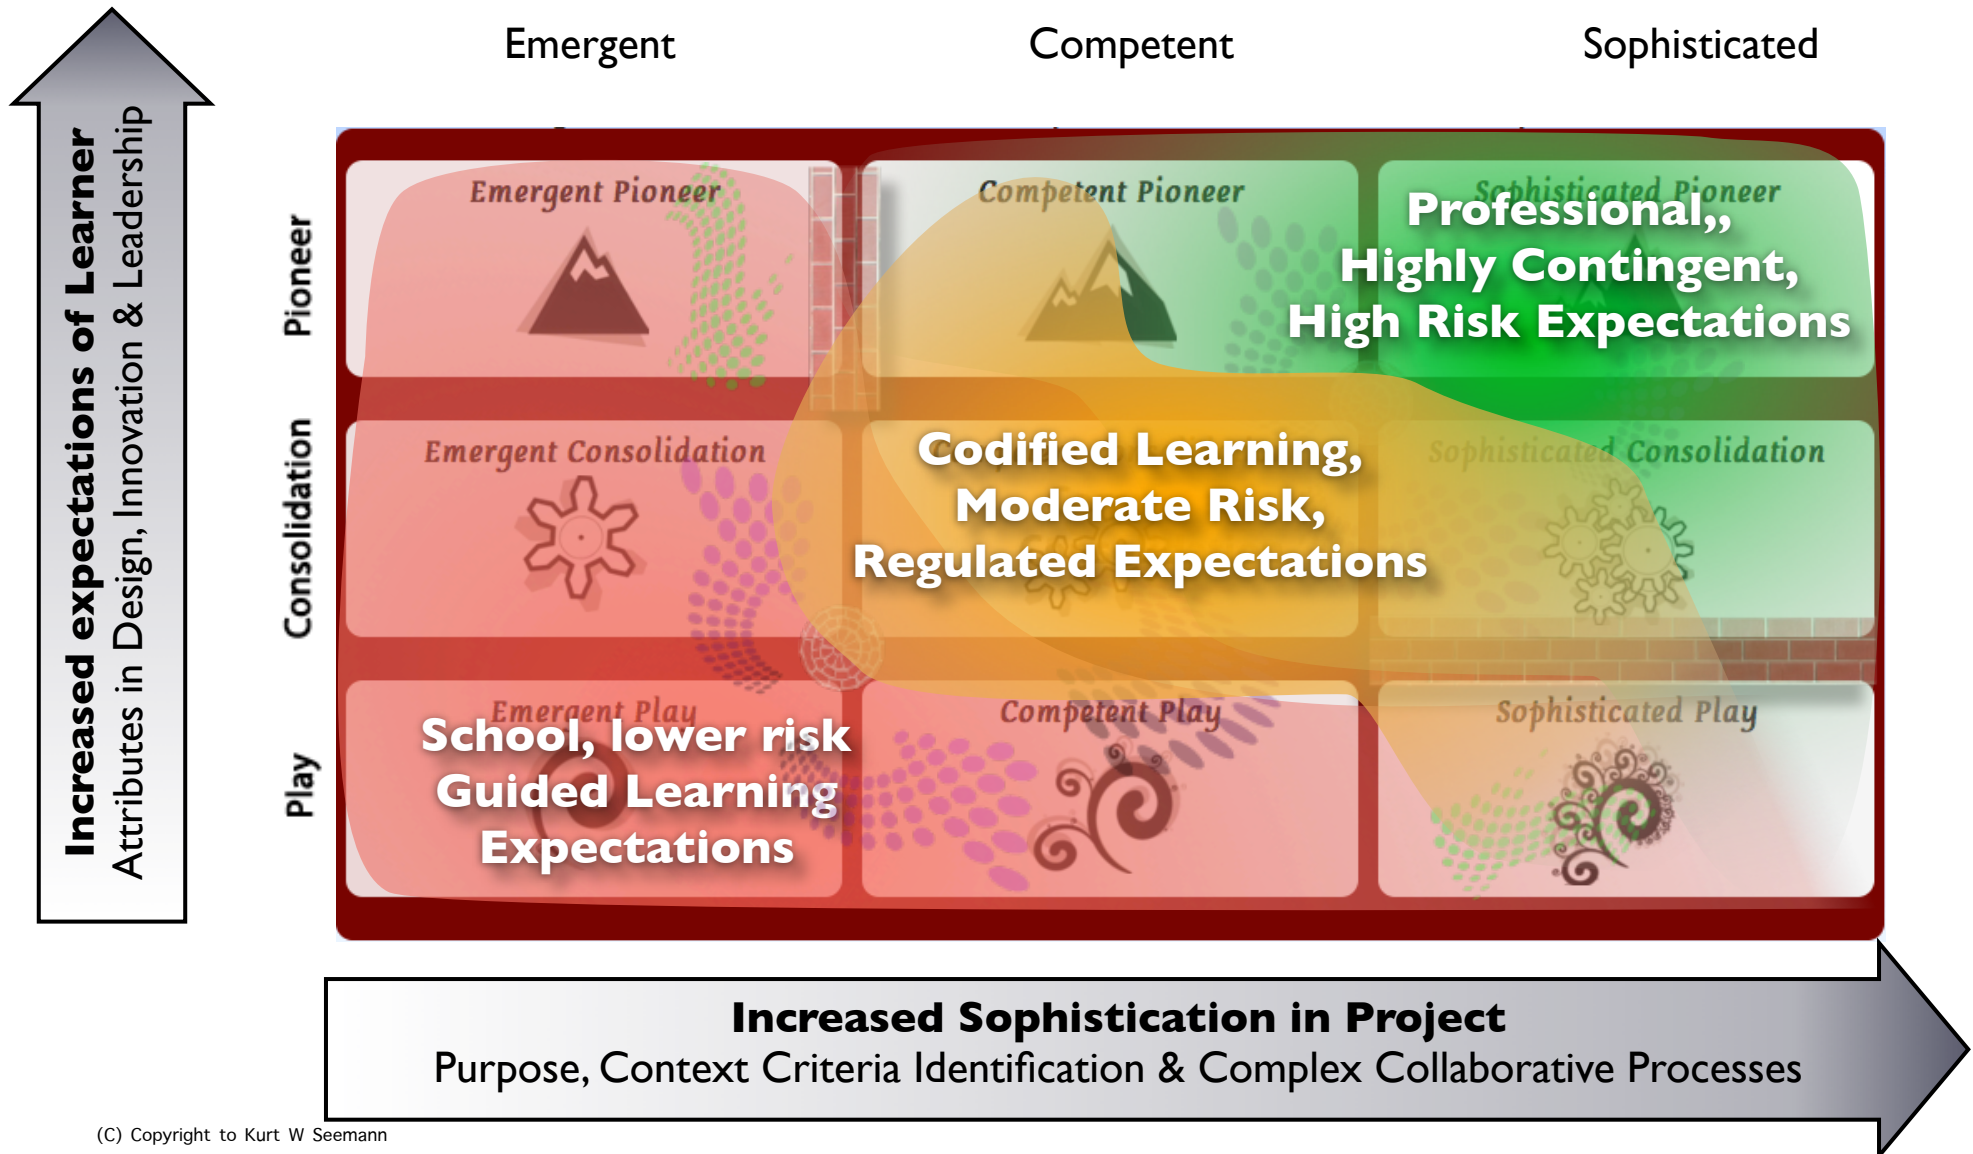 Emergent
Competent
Sophisticated
Increased expectations of Learner
Attributes in Design, Innovation & Leadership
Pioneer
Emergent Pioneer
Competent Pioneer
Sophisticated Pioneer
Professional,,
Highly Contingent,
High Risk Expectations
Consolidation
Emergent Consolidation
Sophisticated Consolidation
Codified Learning,
Moderate Risk,
Regulated Expectations
Play
Emergent Play
Competent Play
Sophisticated Play
School, lower risk
Guided Learning
Expectations
Increased Sophistication in Project
Purpose, Context Criteria Identification & Complex Collaborative Processes
(C) Copyright to Kurt W Seemann